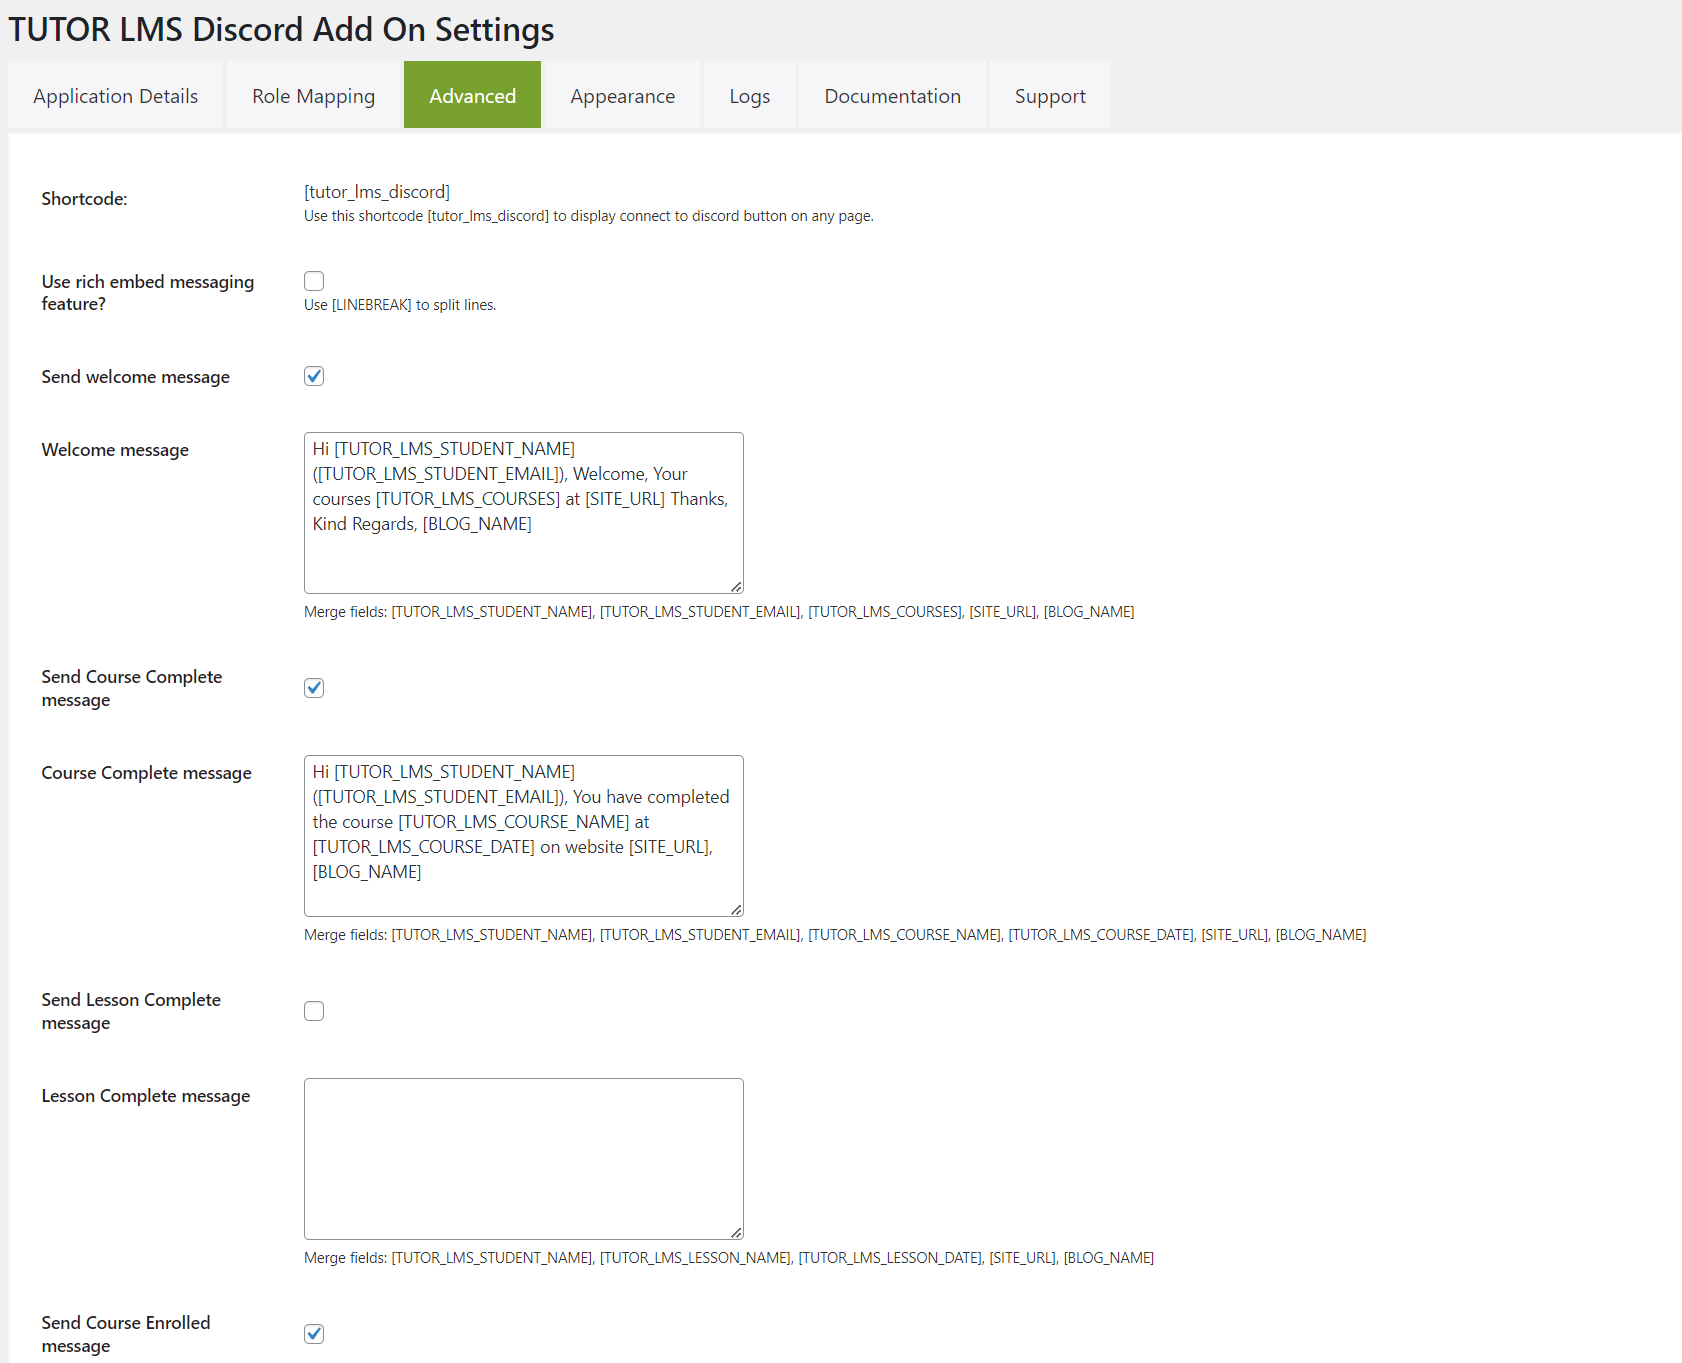 TUTOR LMS Discord Add On Settings
Application Details
Role Mapping
Advanced
Appearance
Logs
Documentation
Support
Shortcode:
[tutor_lms_discord]
Use this shortcode [tutor_lms_discord] to display connect to discord button on any page.
Use rich embed messaging
feature?
Use [LINEBREAK] to split lines.
Send welcome message
Welcome message
Hi [TUTOR_LMS_STUDENT_NAME]
([TUTOR_LMS_STUDENT_EMAIL]), Welcome, Your
courses [TUTOR_LMS_COURSES] at [SITE_URL] Thanks,
Kind Regards, [BLOG_NAME]
Merge fields: [TUTOR_LMS_STUDENT_NAME], [TUTOR_LMS_STUDENT_EMAIL], [TUTOR_LMS_COURSES], [SITE_URL], [BLOG_NAME]
Send Course Complete
message
Course Complete message
Hi [TUTOR_LMS_STUDENT_NAME]
([TUTOR_LMS_STUDENT_EMAIL]), You have completed
the course [TUTOR_LMS_COURSE_NAME] at
[TUTOR_LMS_COURSE_DATE] on website [SITE_URL],
[BLOG_NAME]
Merge fields: [TUTOR_LMS_STUDENT_NAME], [TUTOR_LMS_STUDENT_EMAIL], [TUTOR_LMS_COURSE_NAME], [TUTOR_LMS_COURSE_DATE], [SITE_URL], [BLOG_NAME]
Send Lesson Complete
message
Lesson Complete message
Merge fields: [TUTOR_LMS_STUDENT_NAME], [TUTOR_LMS_LESSON_NAME], [TUTOR_LMS_LESSON_DATE], [SITE_URL], [BLOG_NAME]
Send Course Enrolled
message